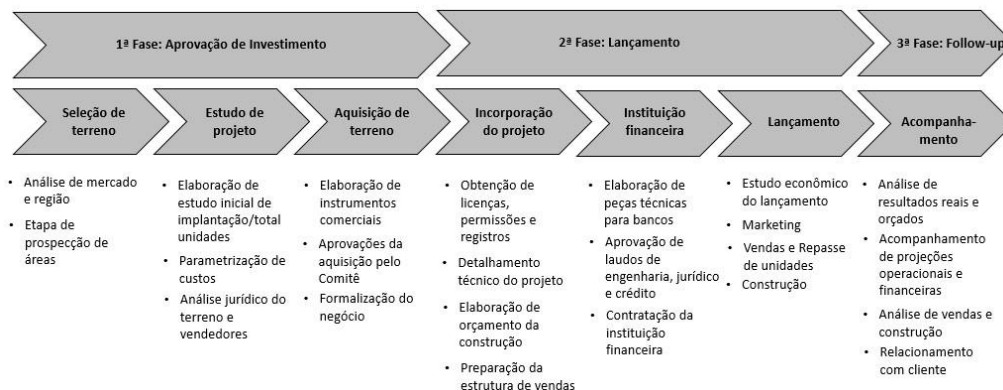 1ª Fase: Aprovação de Investimento
2ª Fase: Lançamento
3ª Fase: Follow-up
Seleção de
terreno
Estudo de
projeto
Aquisição de
terreno
Incorporação
do projeto
Instituição
financeira
Lançamento
Acompanha-
mento
• Análise de mercado
e região
• Etapa de
prospecção de
áreas
• Elaboração de
estudo inicial de
implantação/total
unidades
• Parametrização de
custos
• Análise jurídico do
terreno e
vendedores
• Elaboração de
instrumentos
comerciais
• Aprovações da
aquisição pelo
Comitê
• Formalização do
negócio
• Obtenção de
licenças,
permissões e
registros
• Detalhamento
técnico do projeto
• Elaboração de
orçamento da
construção
• Preparação da
estrutura de vendas
• Elaboração de
peças técnicas
para bancos
• Aprovação de
laudos de
engenharia, jurídico
e crédito
• Contratação da
instituição
financeira
• Estudo econômico
do lançamento
• Marketing
• Vendas e Repasse
de unidades
• Construção
• Análise de
resultados reais e
orçados
• Acompanhamento
de projeções
operacionais e
financeiras
• Análise de vendas e
construção
• Relacionamento
com cliente